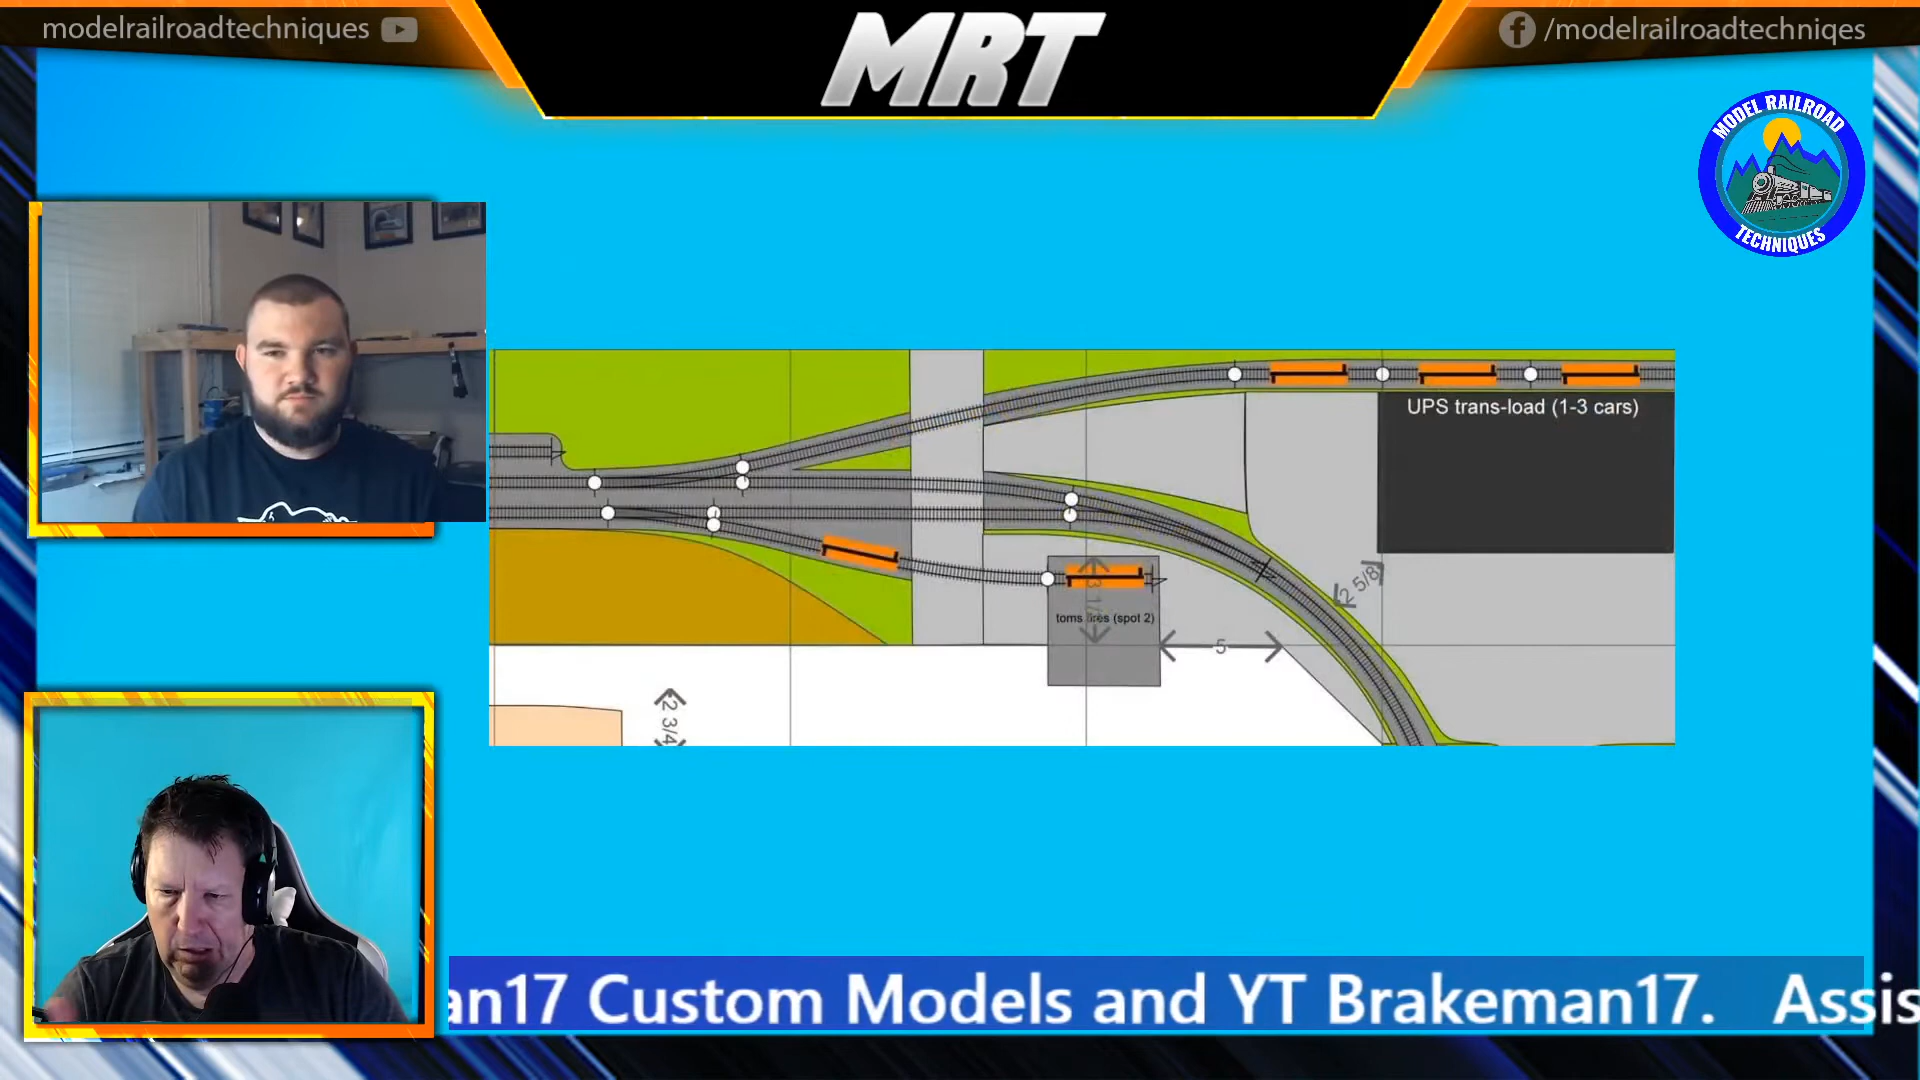 modelrailroadtechniques
MRT
/modelrailroadtechniqes
MODEL RAILROAD
TECHNIQUES
UPS trans-load (1-3 cars)
2 5/8
toms tires (spot 2)
5
2 3/4
an17 Custom Models and YT Brakeman17. Assis